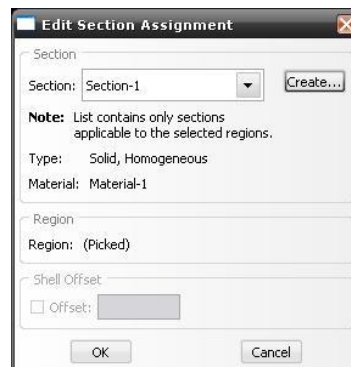 Edit Section Assignment
Section
Section: Section-1 Create...
Note: List contains only sections
applicable to the selected regions.
Type: Solid, Homogeneous
Material: Material-1
Region
Region: (Picked)
Shell Offset
Offset:
OK Cancel